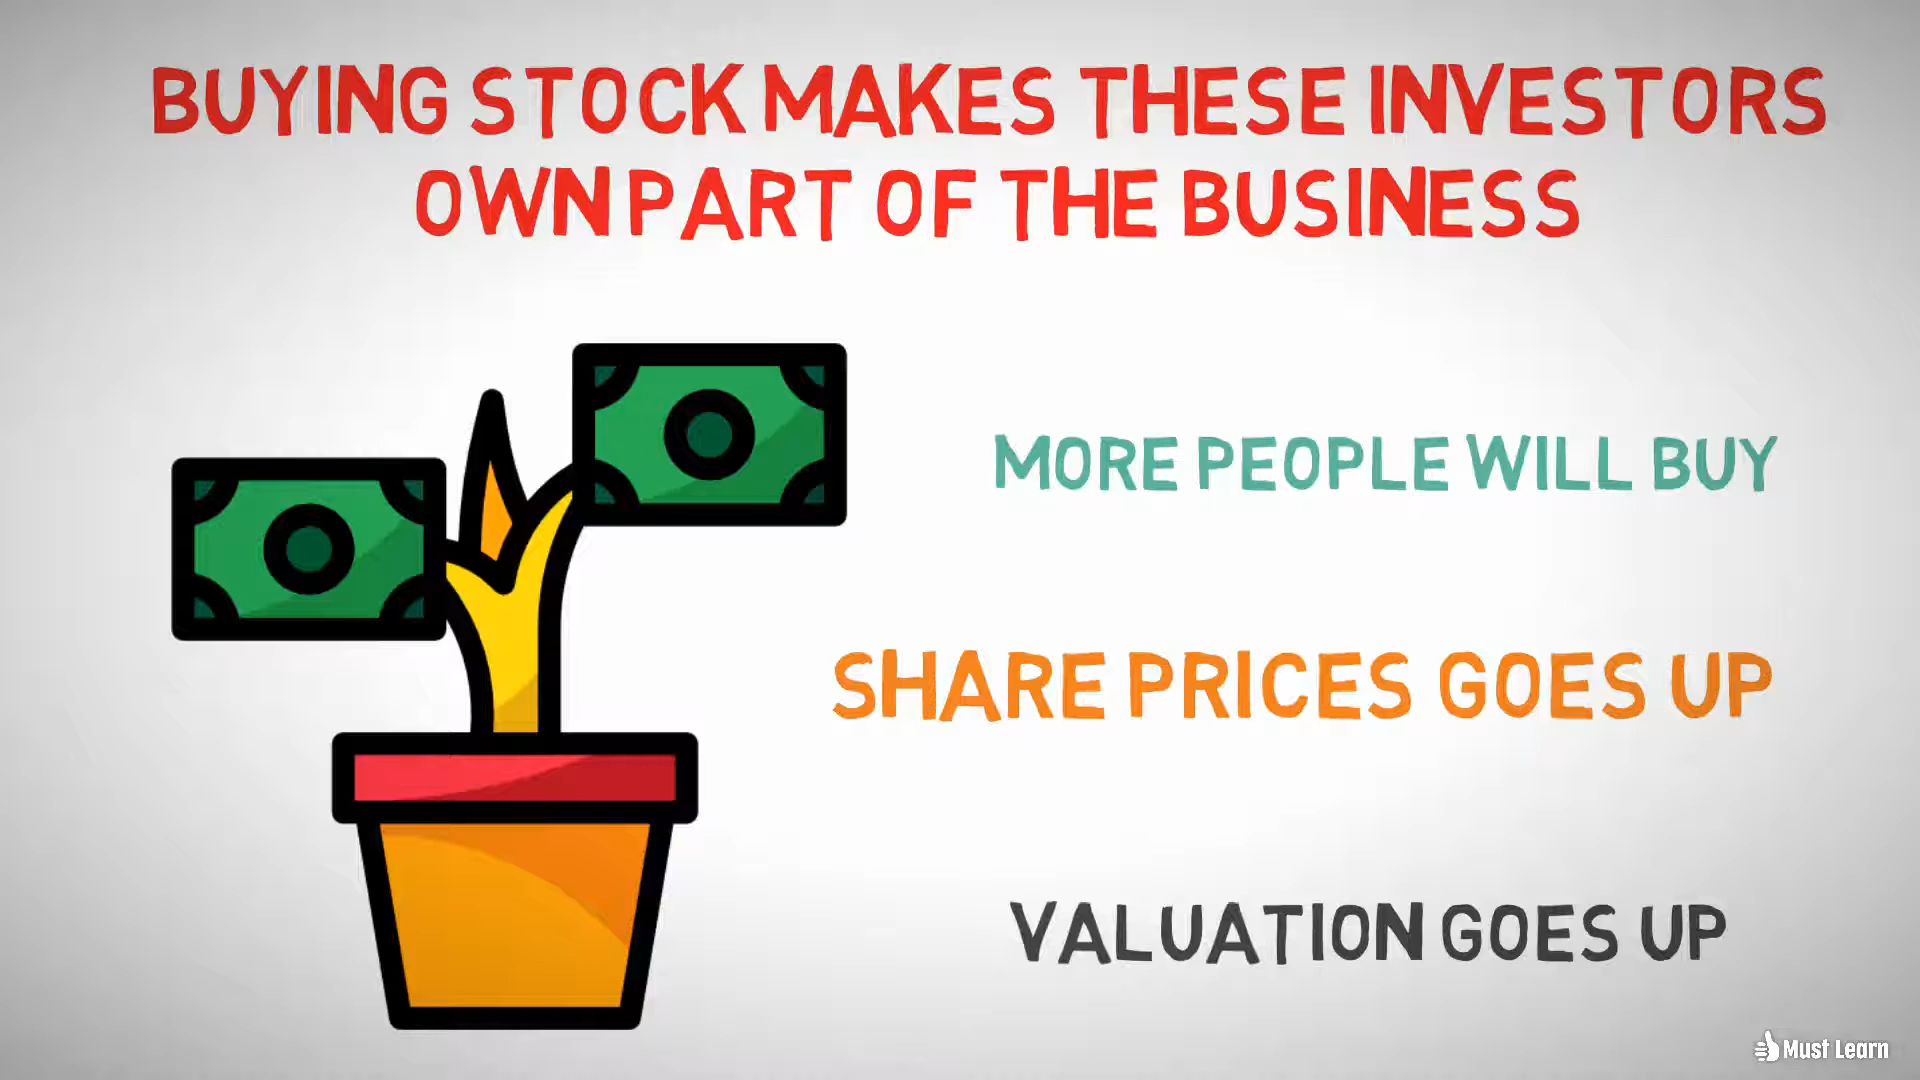 BUYING STOCK MAKES THESE INVESTORS
OWN PART OF THE BUSINESS
MORE PEOPLE WILL BUY
SHARE PRICES GOES UP
VALUATION GOES UP
Must Learn